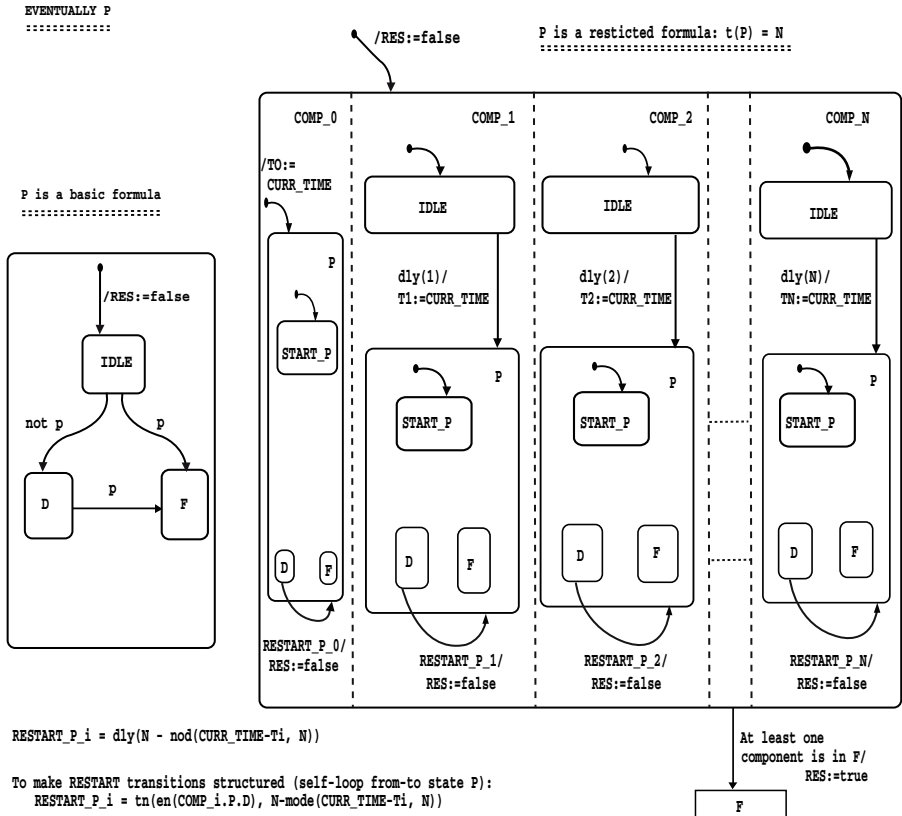 EVENTUALLY P
P is a resticted formula: t(P) = N
/RES:=false
COMP_0
COMP_1
COMP_2
COMP_N
/TO:=
CURR_TIME
P is a basic formula
IDLE
IDLE
IDLE
P
dly(1)/
T1:=CURR_TIME
dly(2)/
T2:=CURR_TIME
dly(N)/
TN:=CURR_TIME
/RES:=false
START_P
IDLE
P
P
P
START_P
START_P
START_P
not p
p
D
p
F
D
F
D
F
D
F
D
F
RESTART_P_0/
RES:=false
RESTART_P_1/
RES:=false
RESTART_P_2/
RES:=false
RESTART_P_N/
RES:=false
RESTART_P_i = dly(N - nod(CURR_TIME-Ti, N))
At least one
component is in F/
RES:=true
To make RESTART transitions structured (self-loop from-to state P):
RESTART_P_i = tn(en(COMP_i.P.D), N-mode(CURR_TIME-Ti, N))
F